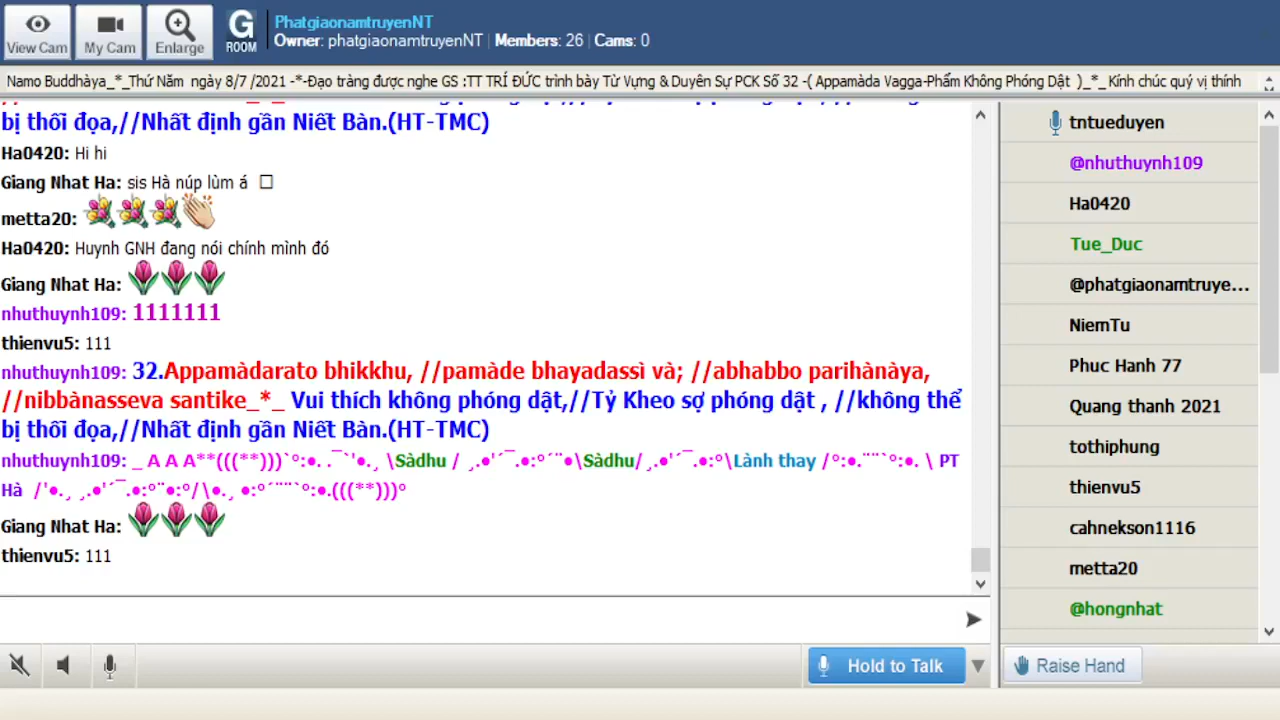 View Cam
My Cam
Enlarge
G
ROOM
PhatgiaonamtruyenNT
Owner: phatgiaonamtruyenNT | Members: 26 | Cams: 0
Namo Buddhàya_*_Thứ Năm ngày 8/7 /2021 -*-Đạo tràng được nghe GS :TT TRÍ ĐỨC trình bày Từ Vựng & Duyên Sự PCK Số 32 -( Appamàda Vagga-Phẩm Không Phóng Dật )_*_ Kính chúc quý vị thính
bị thối đọa,//Nhất định gần Niết Bàn.(HT-TMC)
Ha0420: Hi hi
Giang Nhat Ha: sis Hà núp lùm á
metta20:
Ha0420: Huynh GNH đang nói chính mình đó
Giang Nhat Ha:
nhuthuynh109: 1111111
thienvu5: 111
nhuthuynh109: 32.Appamàdarato bhikkhu, //pamàde bhayadassì và; //abhabbo parihànàya,
//nibbànasseva santike_*_ Vui thích không phóng dật,//Tỷ Kheo sợ phóng dật , //không thể
bị thối đọa,//Nhất định gần Niết Bàn.(HT-TMC)
nhuthuynh109: _ A A A**(((**)))`°:•. .¯`'•.¸ \Sàdhu / ¸.•'´¯.•:°´¨•\Sàdhu/¸.•'´¯.•:°\Lành thay /°:•.¨¨`°:•. \ PT
Hà /'•.¸ ¸.•'´¯.•:°¨•:°/\•.¸ •:°´¨¨`°:•.(((**)))°
Giang Nhat Ha:
thienvu5: 111
Hold to Talk
tntueduyen
@nhuthuynh109
Ha0420
Tue_Duc
@phatgiaonamtruye...
NiemTu
Phuc Hanh 77
Quang thanh 2021
tothiphung
thienvu5
cahnekson1116
metta20
@hongnhat
Raise Hand